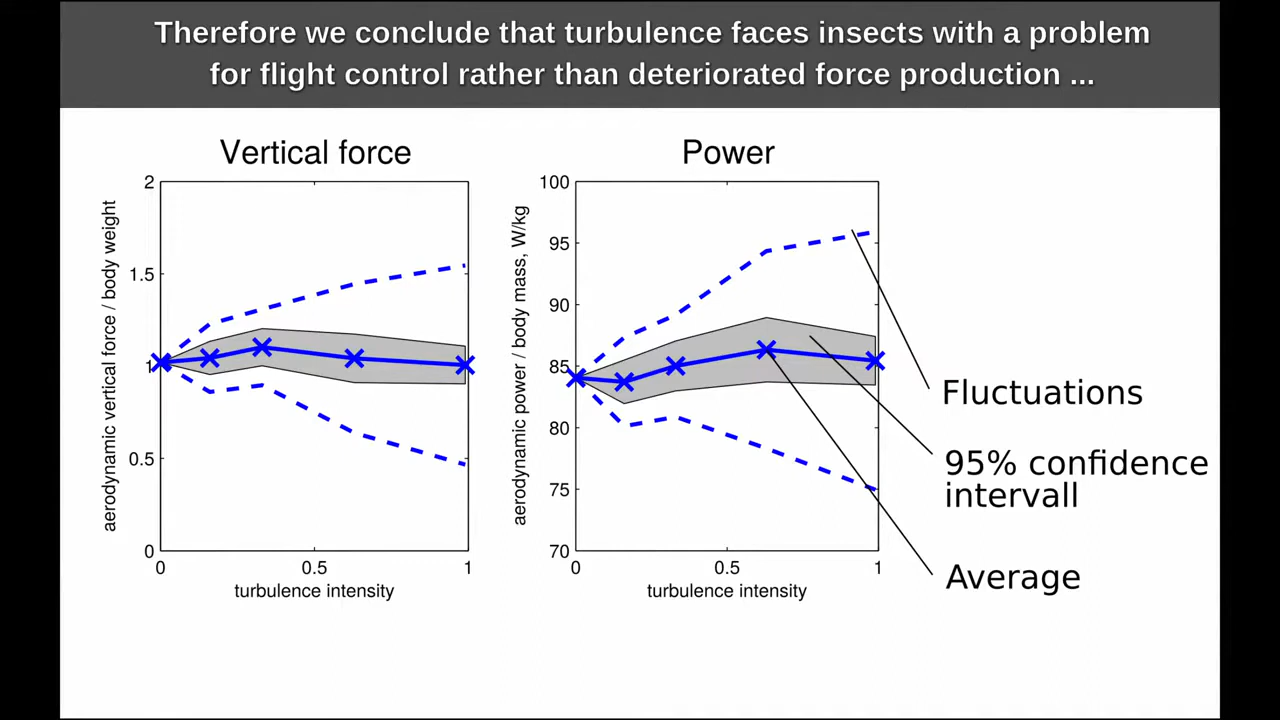 Therefore we conclude that turbulence faces insects with a problem
for flight control rather than deteriorated force production ...
Vertical force
aerodynamic vertical force / body weight
2
1.5
1
0.5
0
0
0.5
1
turbulence intensity
Power
aerodynamic power / body mass, W/kg
100
95
90
85
80
75
70
0
0.5
1
turbulence intensity
Fluctuations
95% confidence
intervall
Average